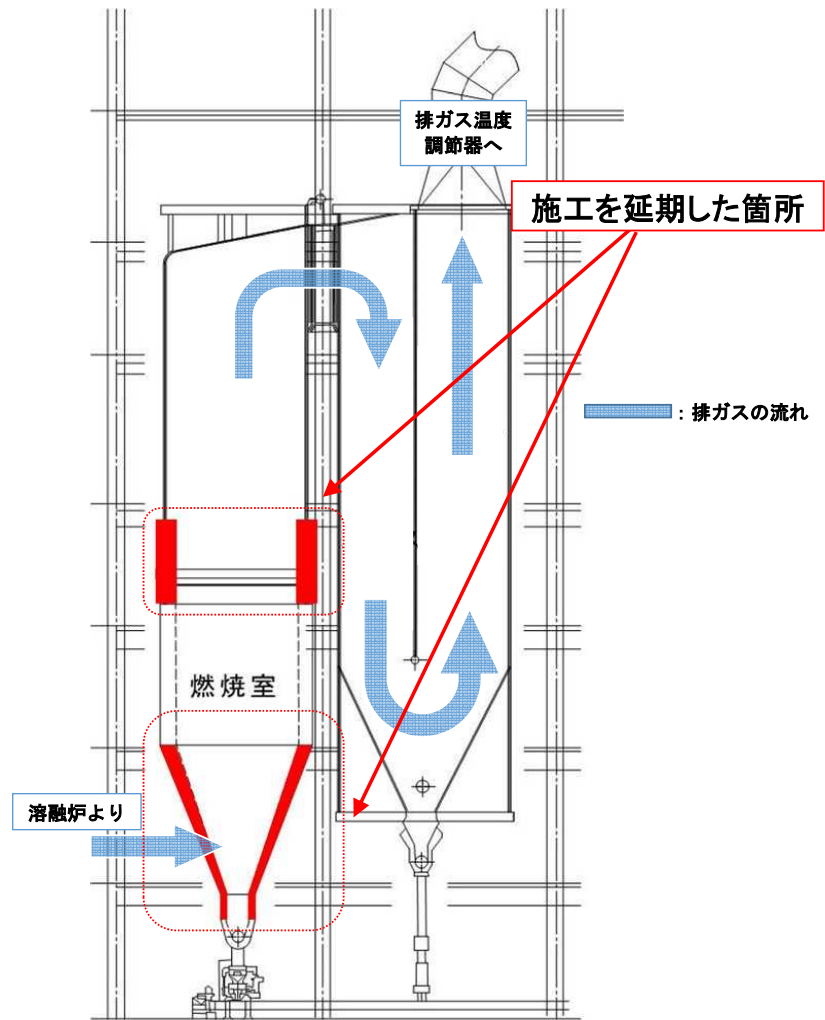 排ガス温度
調節器へ
施工を延期した箇所
：排ガスの流れ
燃焼室
溶融炉より